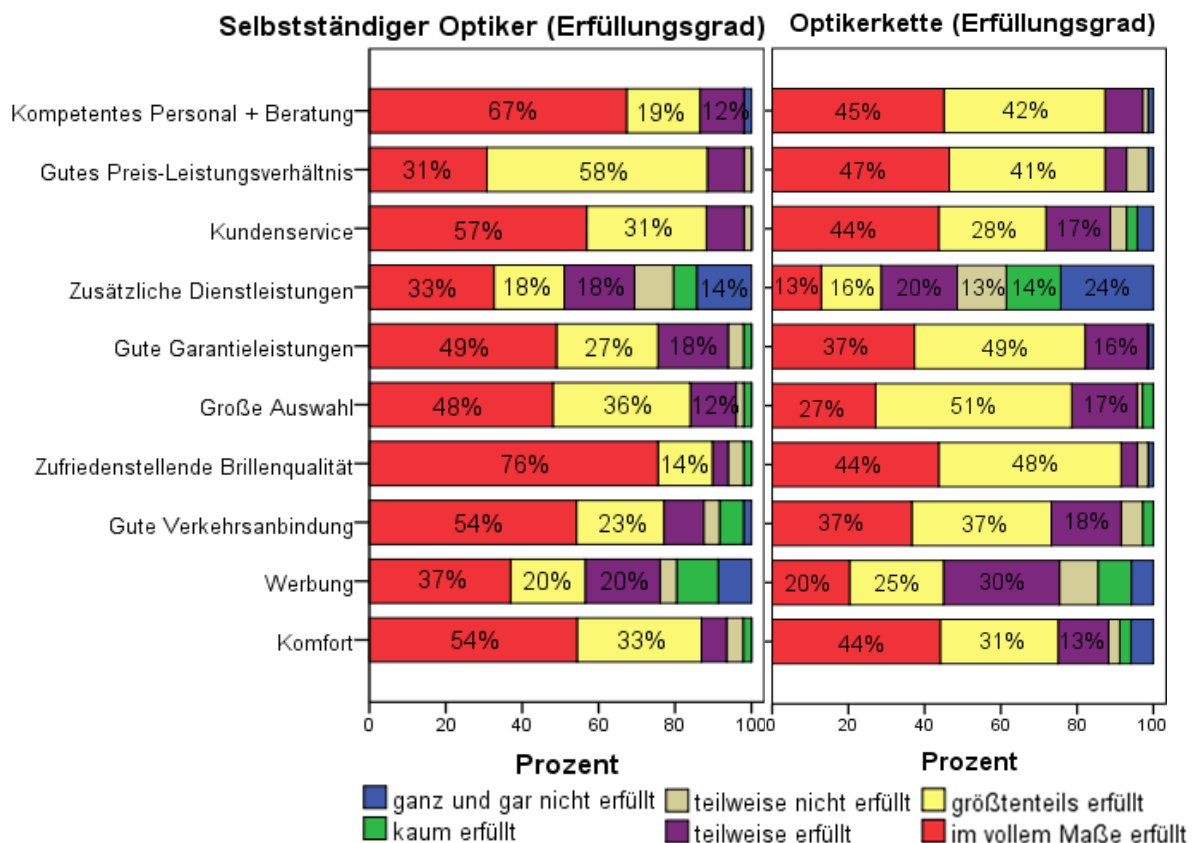 Selbstständiger Optiker (Erfüllungsgrad)
Optikerkette (Erfüllungsgrad)
Kompetentes Personal + Beratung
67% 19% 12%
45% 42%
Gutes Preis-Leistungsverhältnis
31% 58%
47% 41%
Kundenservice
57% 31%
44% 28% 17%
Zusätzliche Dienstleistungen
33% 18% 18% 14%
13% 16% 20% 13% 14% 24%
Gute Garantieleistungen
49% 27% 18%
37% 49% 16%
Große Auswahl
48% 36% 12%
27% 51% 17%
Zufriedenstellende Brillenqualität
76% 14%
44% 48%
Gute Verkehrsanbindung
54% 23%
37% 37% 18%
Werbung
37% 20% 20%
20% 25% 30%
Komfort
54% 33%
44% 31% 13%
0 20 40 60 80 100
20 40 60 80 100
Prozent
Prozent
ganz und gar nicht erfüllt
teilweise nicht erfüllt
größtenteils erfüllt
kaum erfüllt
teilweise erfüllt
im vollem Maße erfüllt